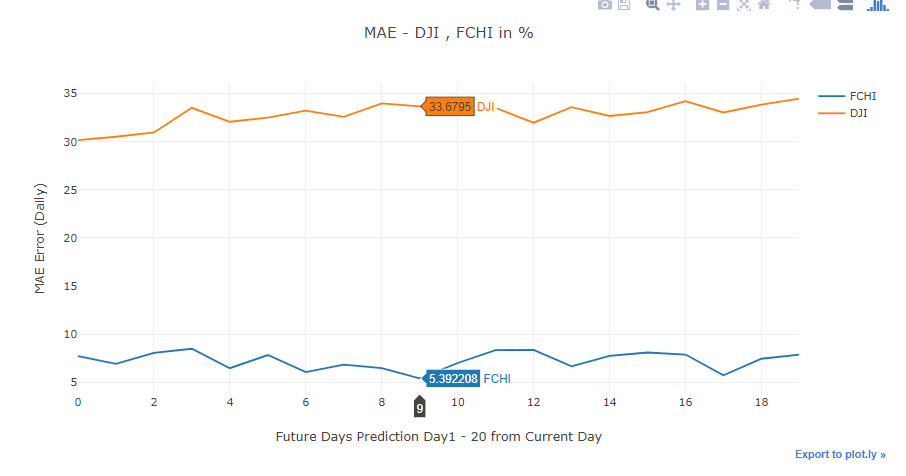 MAE - DJI , FCHI in %
FCHI
DJI
MAE Error (Daily)
35
30
25
20
15
10
5
33.6795 DJI
5.392208 FCHI
0 2 4 6 8 10 12 14 16 18
9
Future Days Prediction Day1 - 20 from Current Day
Export to plot.ly »